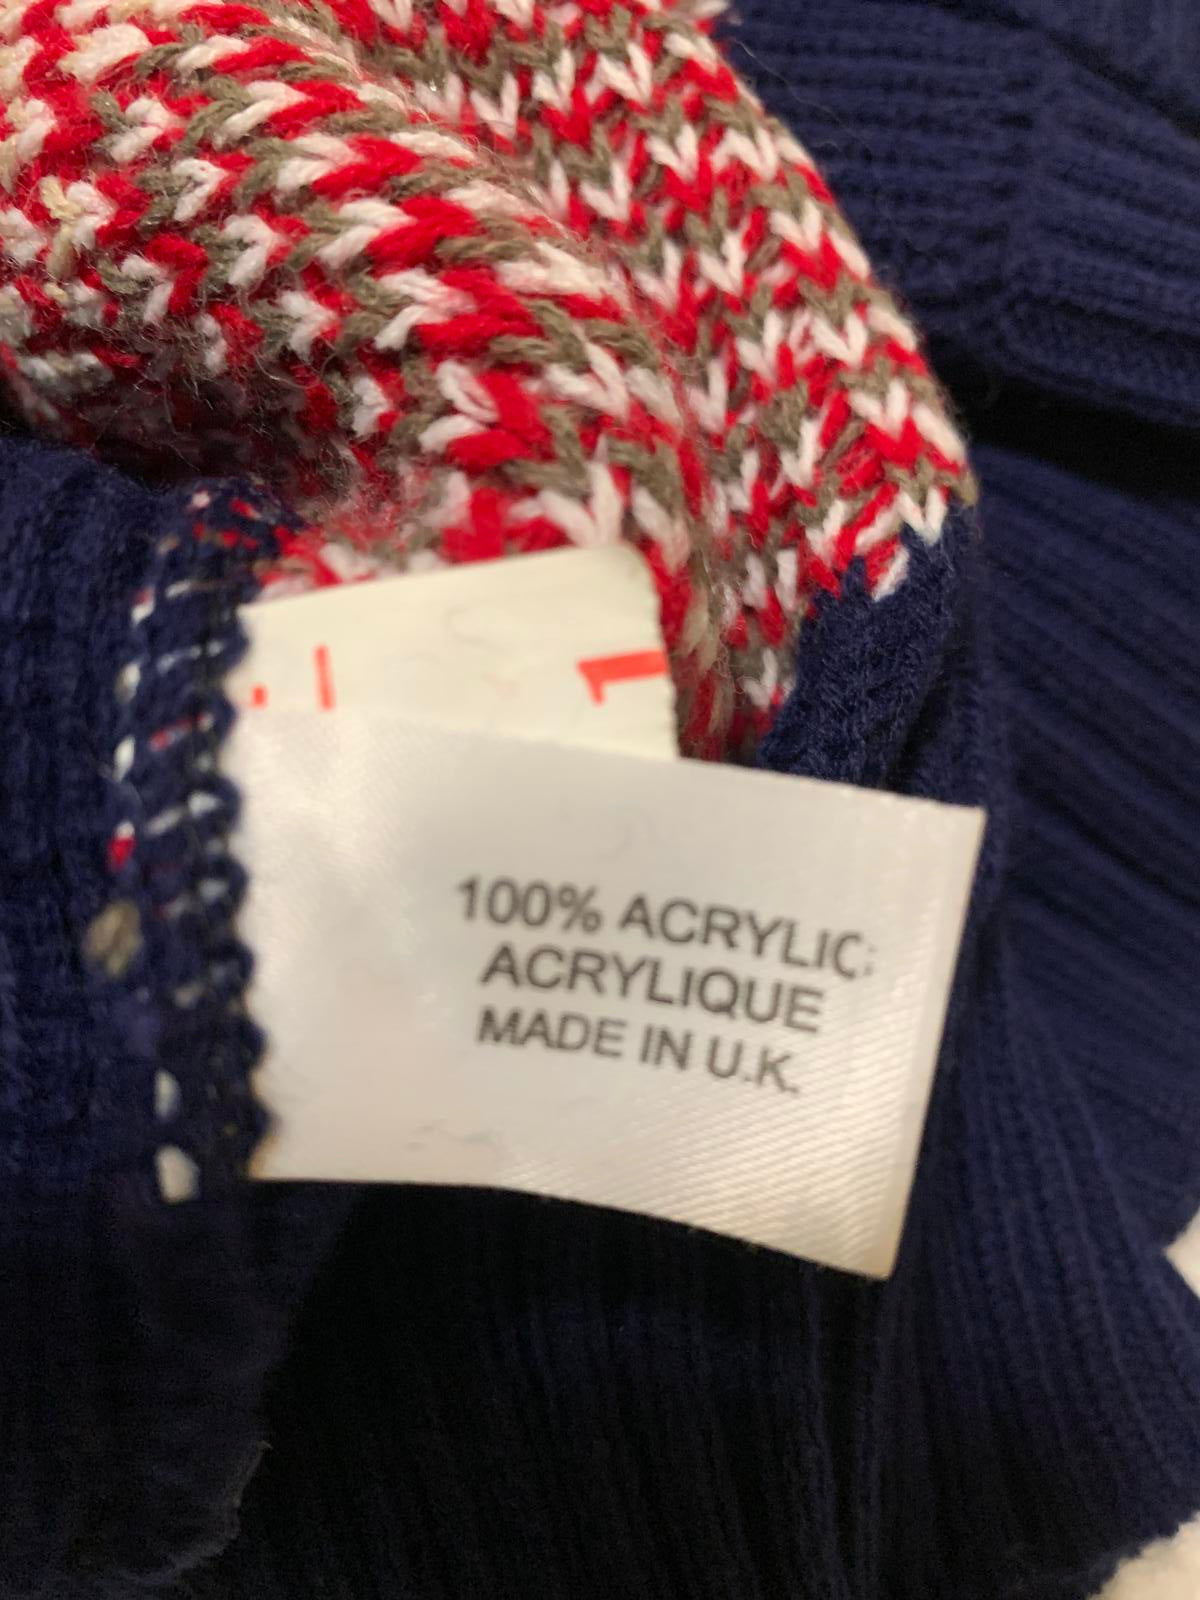 100% ACRYLIC;
ACRYLIQUE
MADE IN U.K.